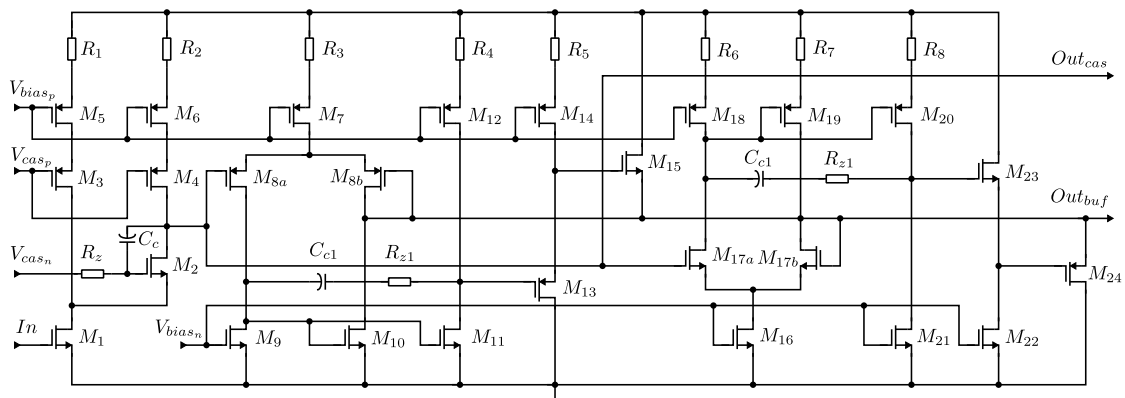 R1 R2 R3 R4 R5 R6 R7 R8 Outcas
Vbiasp M5 M6 M7 M12 M14 M18 M19 M20
Vcasp M3 M4 M8a M8b M15 Cc1 Rz1 M23
Outbuf
Vcasn Rz Cc M2 Cc1 Rz1 M13 M17a M17b M24
In M1 Vbiasn M9 M10 M11 M16 M21 M22